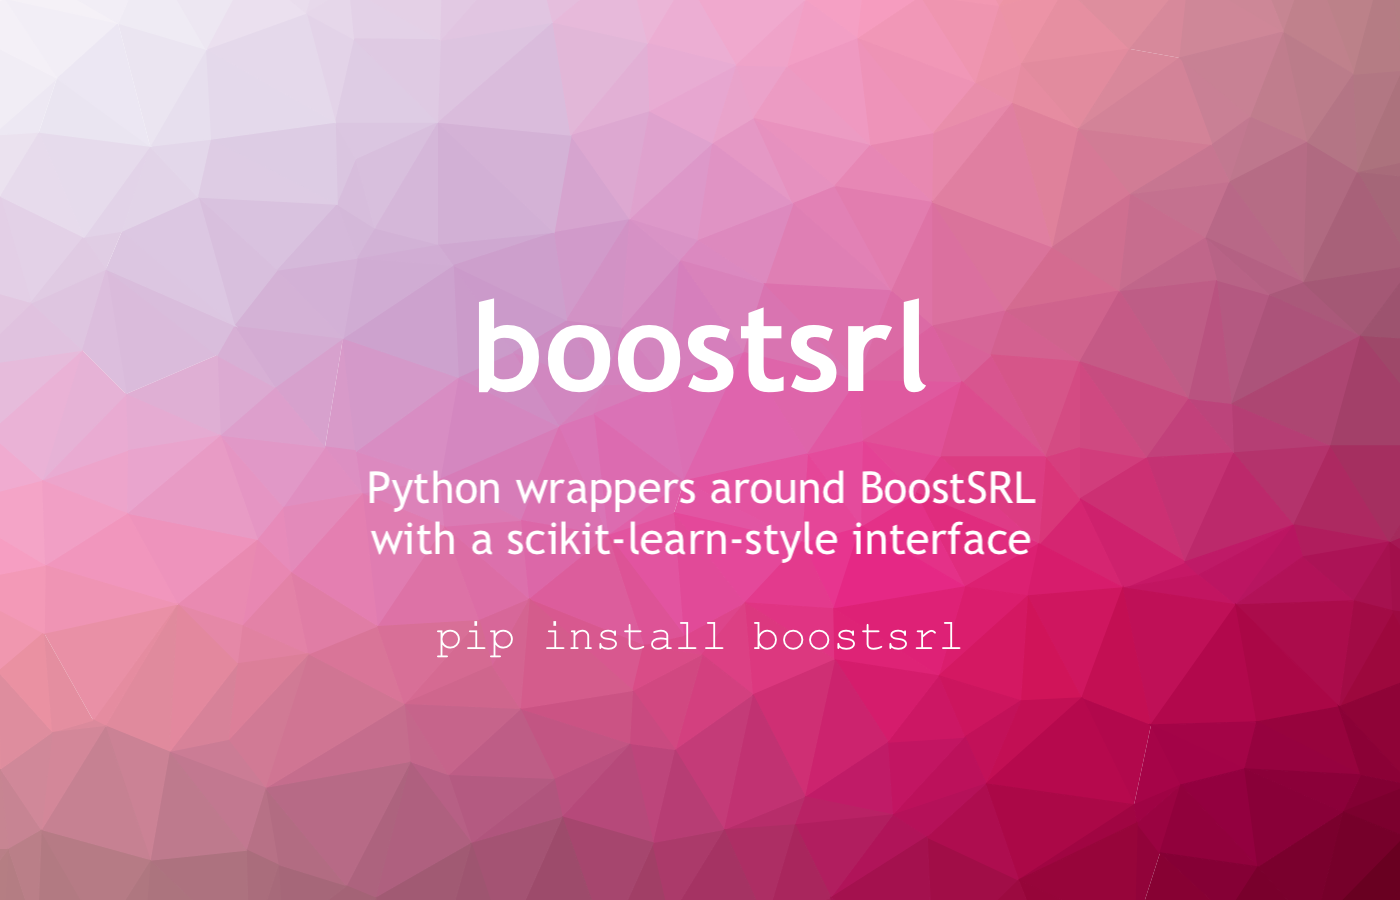 boostsrl
Python wrappers around BoostSRL
with a scikit-learn-style interface
pip install boostsrl